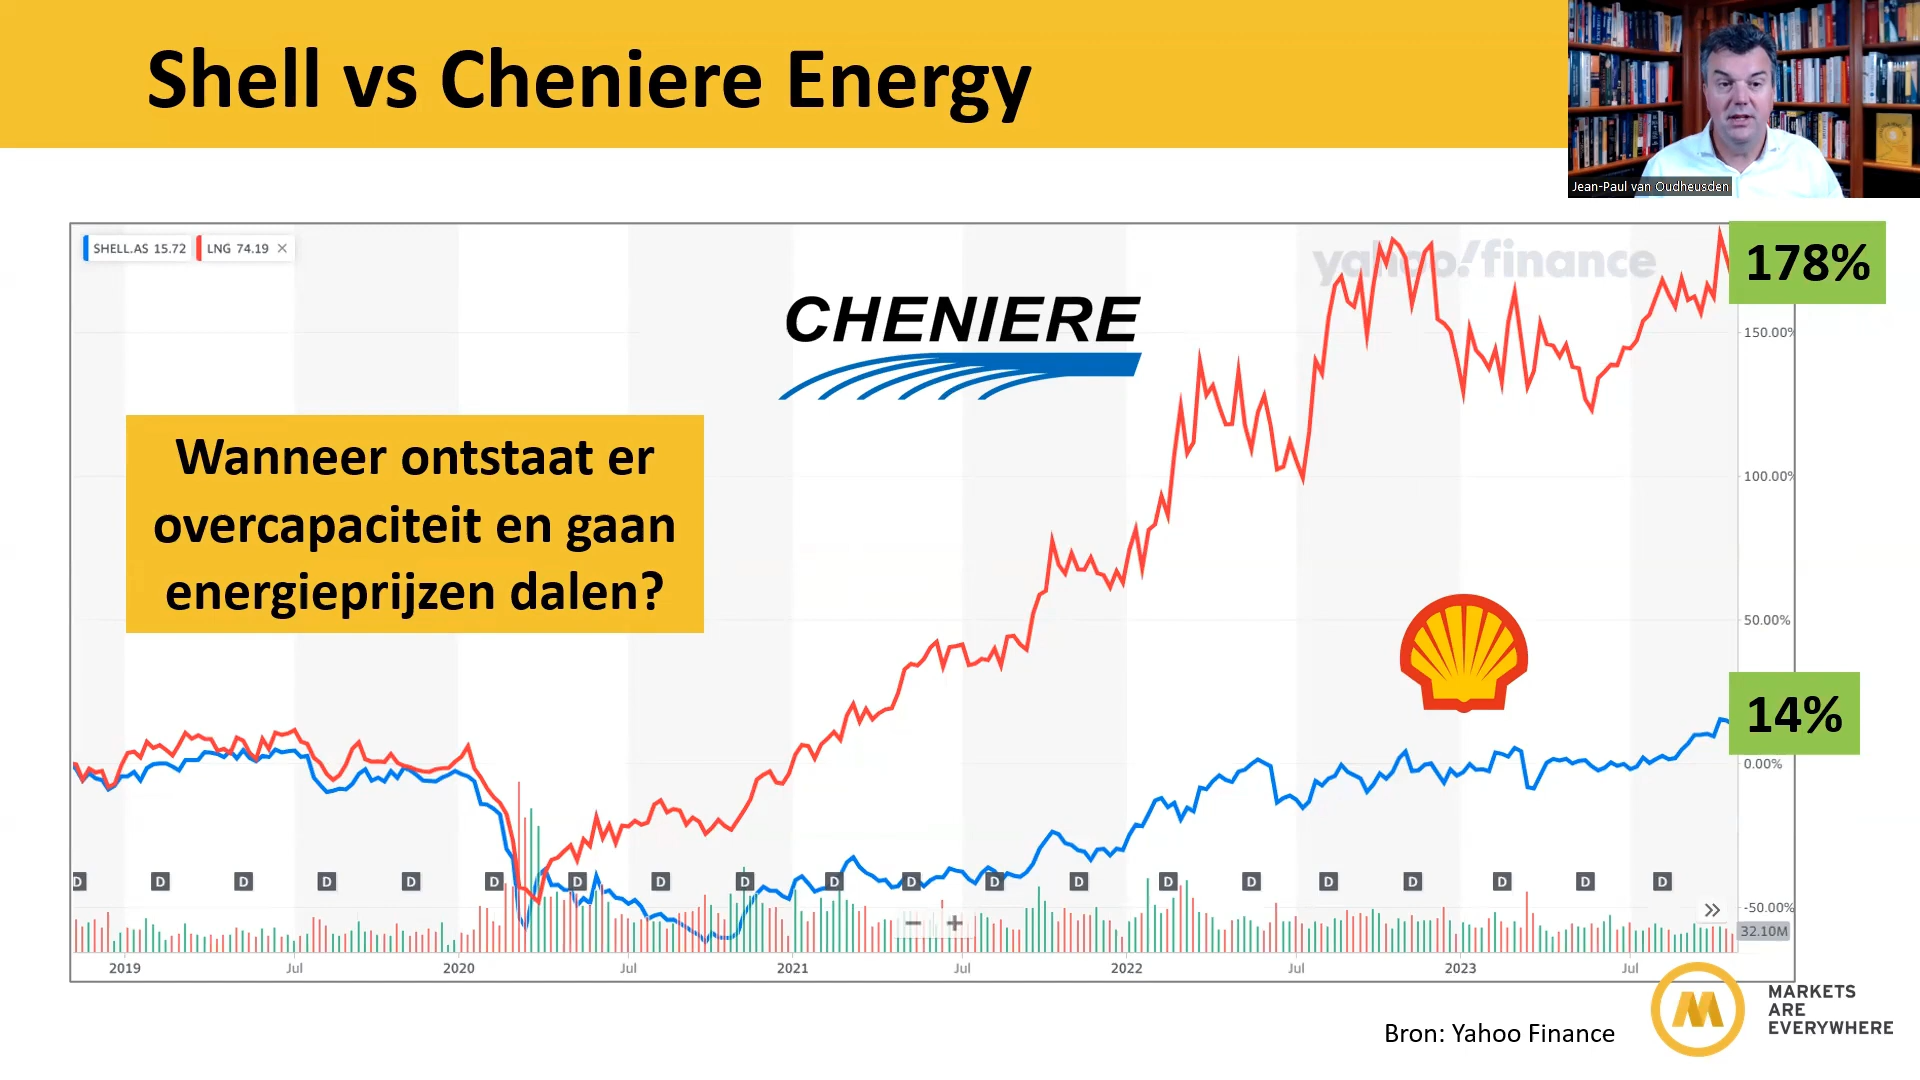 Shell vs Cheniere Energy
Jean-Paul van Oudheusden
SHELL.AS 15.72
LNG 74.19
yahoo!finance
178%
CHENIERE
150.00%
Wanneer ontstaat er
overcapaciteit en gaan
energieprijzen dalen?
100.00%
50.00%
14%
0.00%
D D D D D D D D D D D D D D D D D D D D
-50.00%
32.10M
2019 Jul 2020 Jul 2021 Jul 2022 Jul 2023 Jul
MARKETS
ARE
EVERYWHERE
Bron: Yahoo Finance